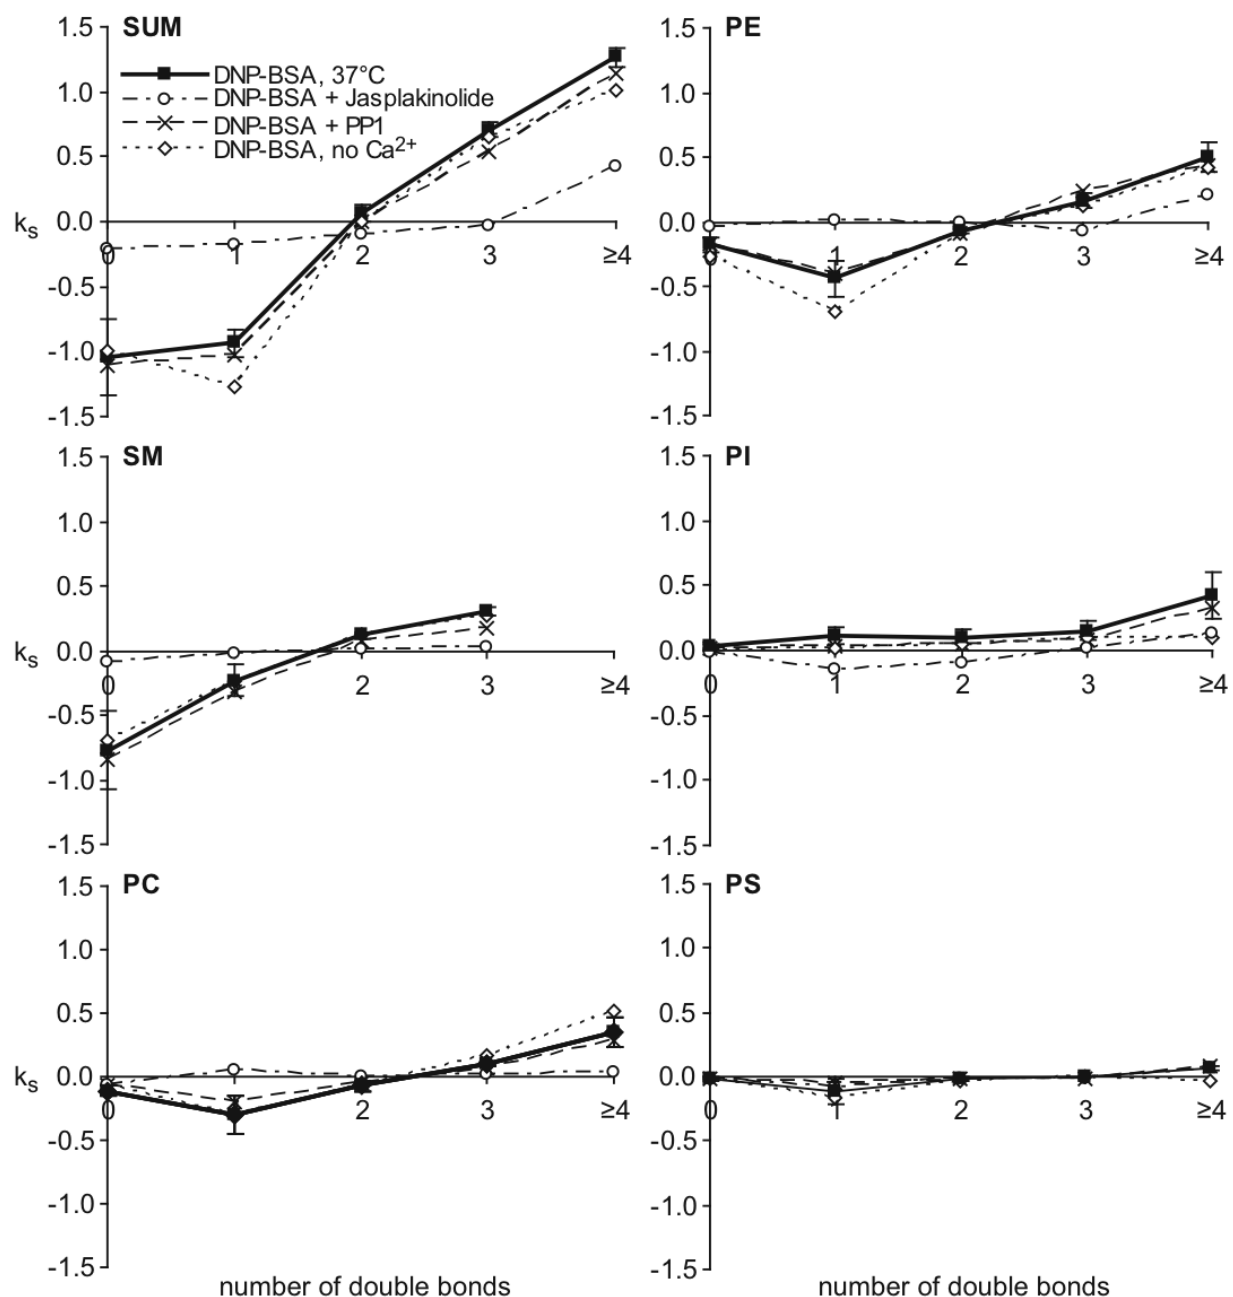 SUM
1.5
1.0
0.5
0.0
-0.5
-1.0
-1.5
kₛ
DNP-BSA, 37°C
DNP-BSA + Jasplakinolide
DNP-BSA + PP1
DNP-BSA, no Ca²⁺
0 1 2 3 ≥4
PE
1.5
1.0
0.5
0.0
-0.5
-1.0
-1.5
0 1 2 3 ≥4
SM
1.5
1.0
0.5
0.0
-0.5
-1.0
-1.5
kₛ
0 1 2 3 ≥4
PI
1.5
1.0
0.5
0.0
-0.5
-1.0
-1.5
0 1 2 3 ≥4
PC
1.5
1.0
0.5
0.0
-0.5
-1.0
-1.5
kₛ
0 1 2 3 ≥4
number of double bonds
PS
1.5
1.0
0.5
0.0
-0.5
-1.0
-1.5
0 1 2 3 ≥4
number of double bonds